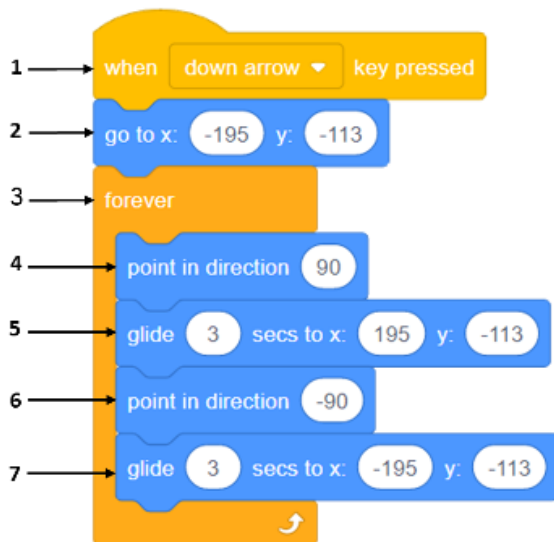 1 when down arrow key pressed
2 go to x: -195 y: -113
3 forever
4 point in direction 90
5 glide 3 secs to x: 195 y: -113
6 point in direction -90
7 glide 3 secs to x: -195 y: -113